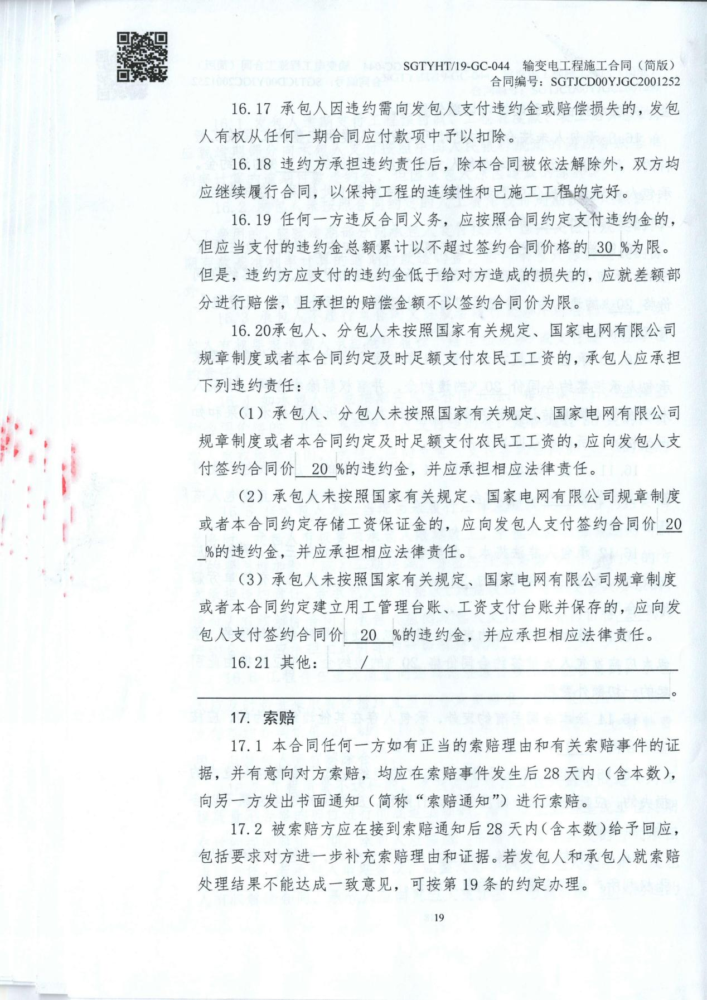 SGTYHT/19-GC-044 输变电工程施工合同（简版）
合同编号：SGTJCD00YJGC2001252
16.17 承包人因违约需向发包人支付违约金或赔偿损失的，发包
人有权从任何一期合同应付款项中予以扣除。
16.18 违约方承担违约责任后，除本合同被依法解除外，双方均
应继续履行合同，以保持工程的连续性和已施工工程的完好。
16.19 任何一方违反合同义务，应按照合同约定支付违约金的，
但应当支付的违约金总额累计以不超过签约合同价格的 30 %为限。
但是，违约方应支付的违约金低于给对方造成的损失的，应就差额部
分进行赔偿，且承担的赔偿金额不以签约合同价为限。
16.20承包人、分包人未按照国家有关规定、国家电网有限公司
规章制度或者本合同约定及时足额支付农民工工资的，承包人应承担
下列违约责任：
（1）承包人、分包人未按照国家有关规定、国家电网有限公司
规章制度或者本合同约定及时足额支付农民工工资的，应向发包人支
付签约合同价 20 %的违约金，并应承担相应法律责任。
（2）承包人未按照国家有关规定、国家电网有限公司规章制度
或者本合同约定存储工资保证金的，应向发包人支付签约合同价 20
%的违约金，并应承担相应法律责任。
（3）承包人未按照国家有关规定、国家电网有限公司规章制度
或者本合同约定建立用工管理台账、工资支付台账并保存的，应向发
包人支付签约合同价 20 %的违约金，并应承担相应法律责任。
16.21 其他： /
。
17. 索赔
17.1 本合同任何一方如有正当的索赔理由和有关索赔事件的证
据，并有意向对方索赔，均应在索赔事件发生后 28 天内（含本数），
向另一方发出书面通知（简称“索赔通知”）进行索赔。
17.2 被索赔方应在接到索赔通知后 28 天内（含本数）给予回应，
包括要求对方进一步补充索赔理由和证据。若发包人和承包人就索赔
处理结果不能达成一致意见，可按第 19 条的约定办理。
19